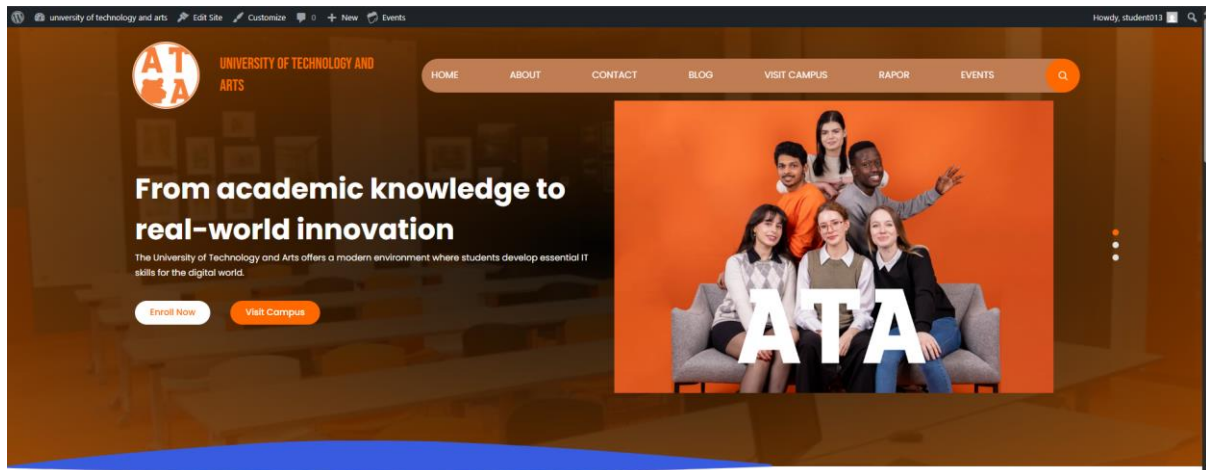 university of technology and arts Edit Site Customize 0 + New Events Howdy, student013
A T
A
UNIVERSITY OF TECHNOLOGY AND
ARTS
HOME ABOUT CONTACT BLOG VISIT CAMPUS RAPOR EVENTS
From academic knowledge to
real-world innovation
The University of Technology and Arts offers a modern environment where students develop essential IT
skills for the digital world.
Enroll Now Visit Campus
ATA